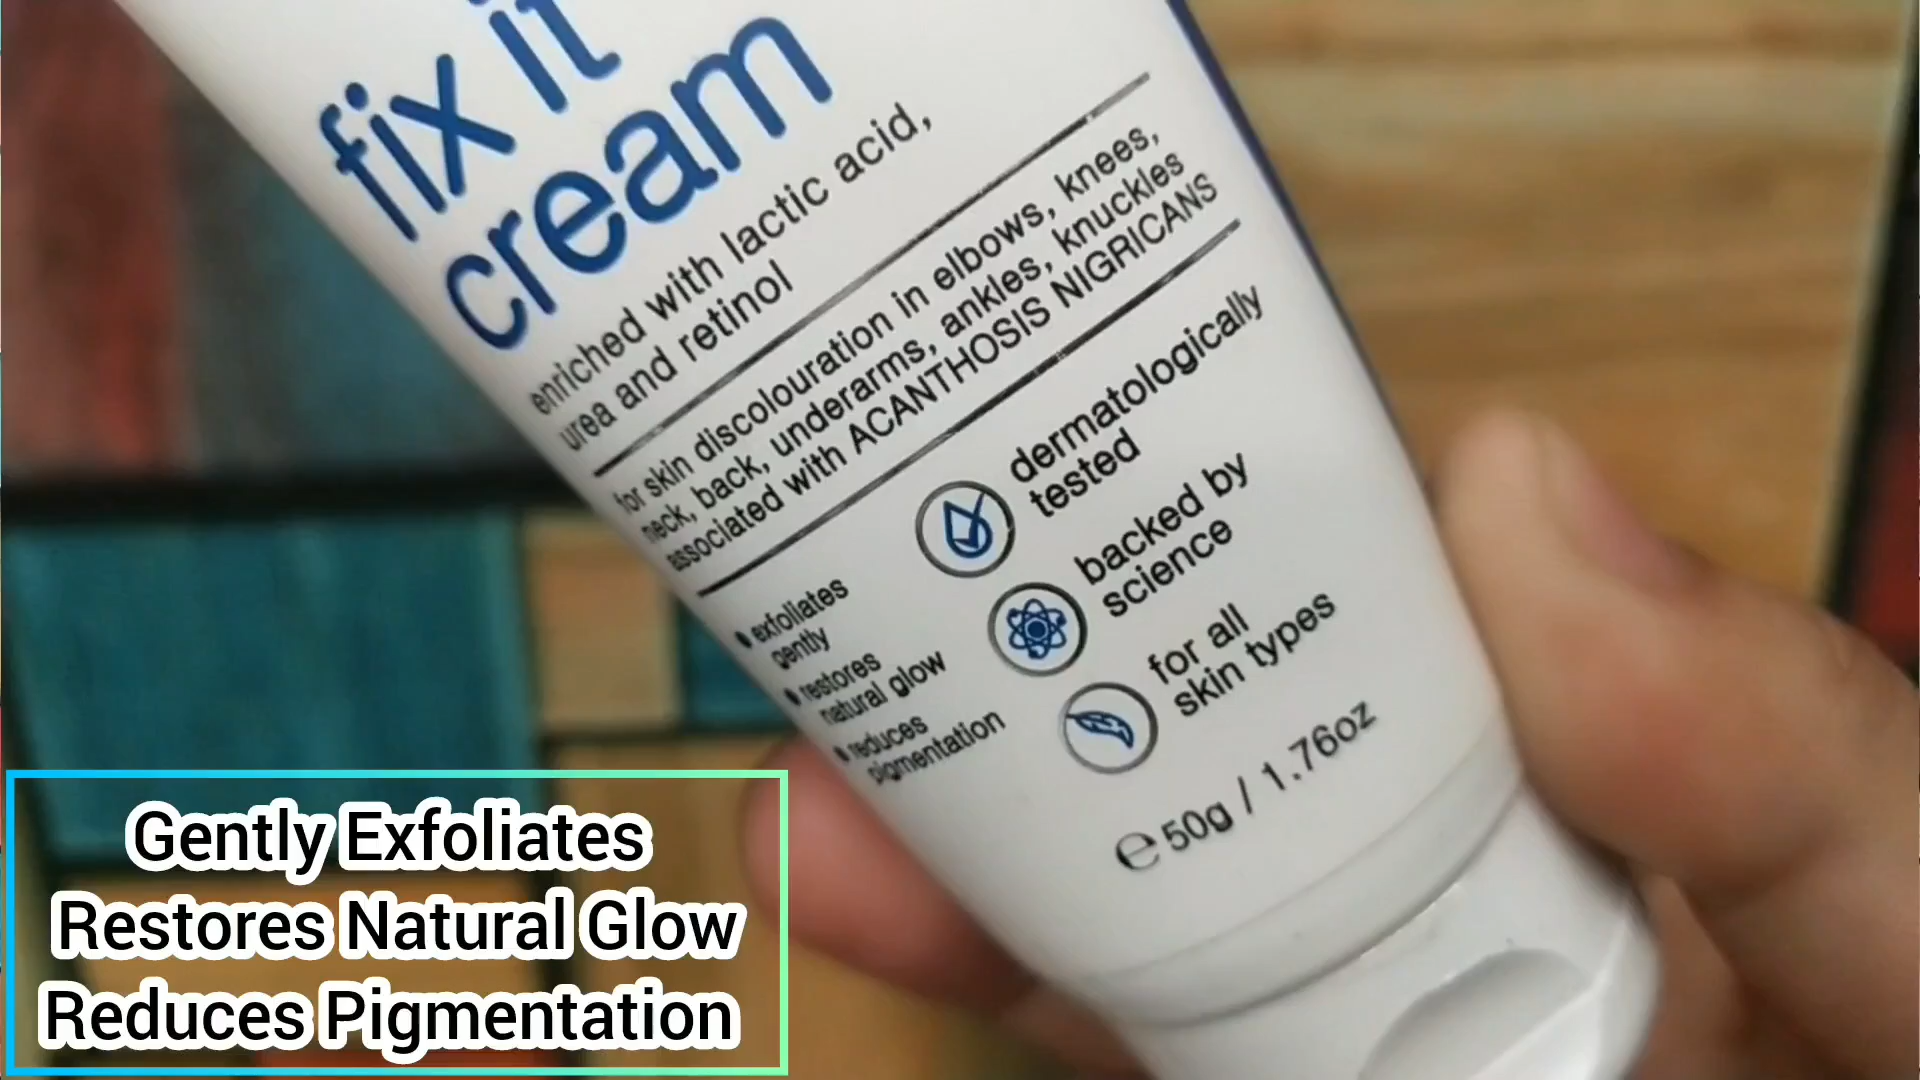 fix it
cream
enriched with lactic acid,
urea and retinol
for skin discolouration in elbows, knees,
neck, back, underarms, ankles, knuckles
associated with ACANTHOSIS NIGRICANS
• exfoliates
gently
• restores
natural glow
• reduces
pigmentation
dermatologically
tested
backed by
science
for all
skin types
℮ 50g / 1.76oz
Gently Exfoliates
Restores Natural Glow
Reduces Pigmentation